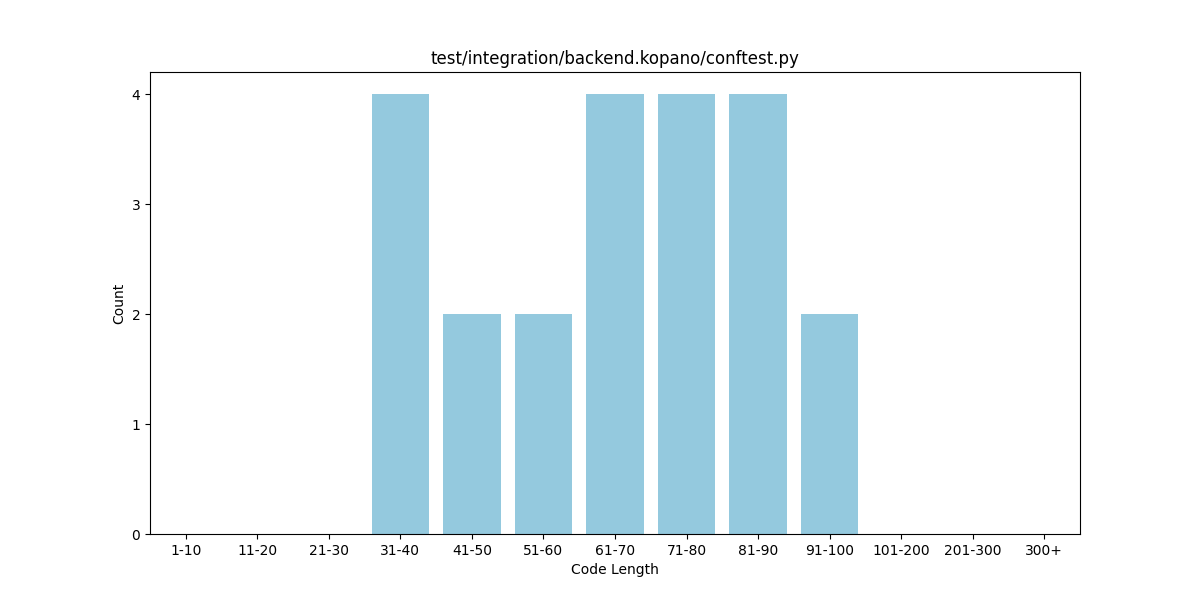 test/integration/backend.kopano/conftest.py
4
3
2
1
0
Count
1-10 11-20 21-30 31-40 41-50 51-60 61-70 71-80 81-90 91-100 101-200 201-300 300+
Code Length